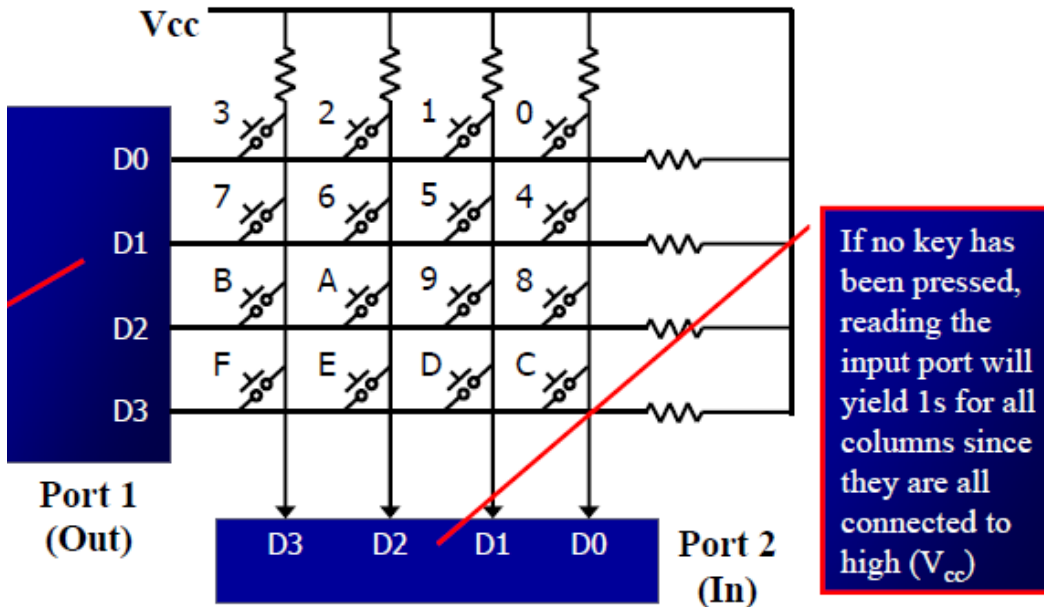 Vcc
3 2 1 0
D0
7 6 5 4
D1
B A 9 8
D2
F E D C
D3
Port 1
(Out)
D3 D2 D1 D0
Port 2
(In)
If no key has
been pressed,
reading the
input port will
yield 1s for all
columns since
they are all
connected to
high (Vcc)